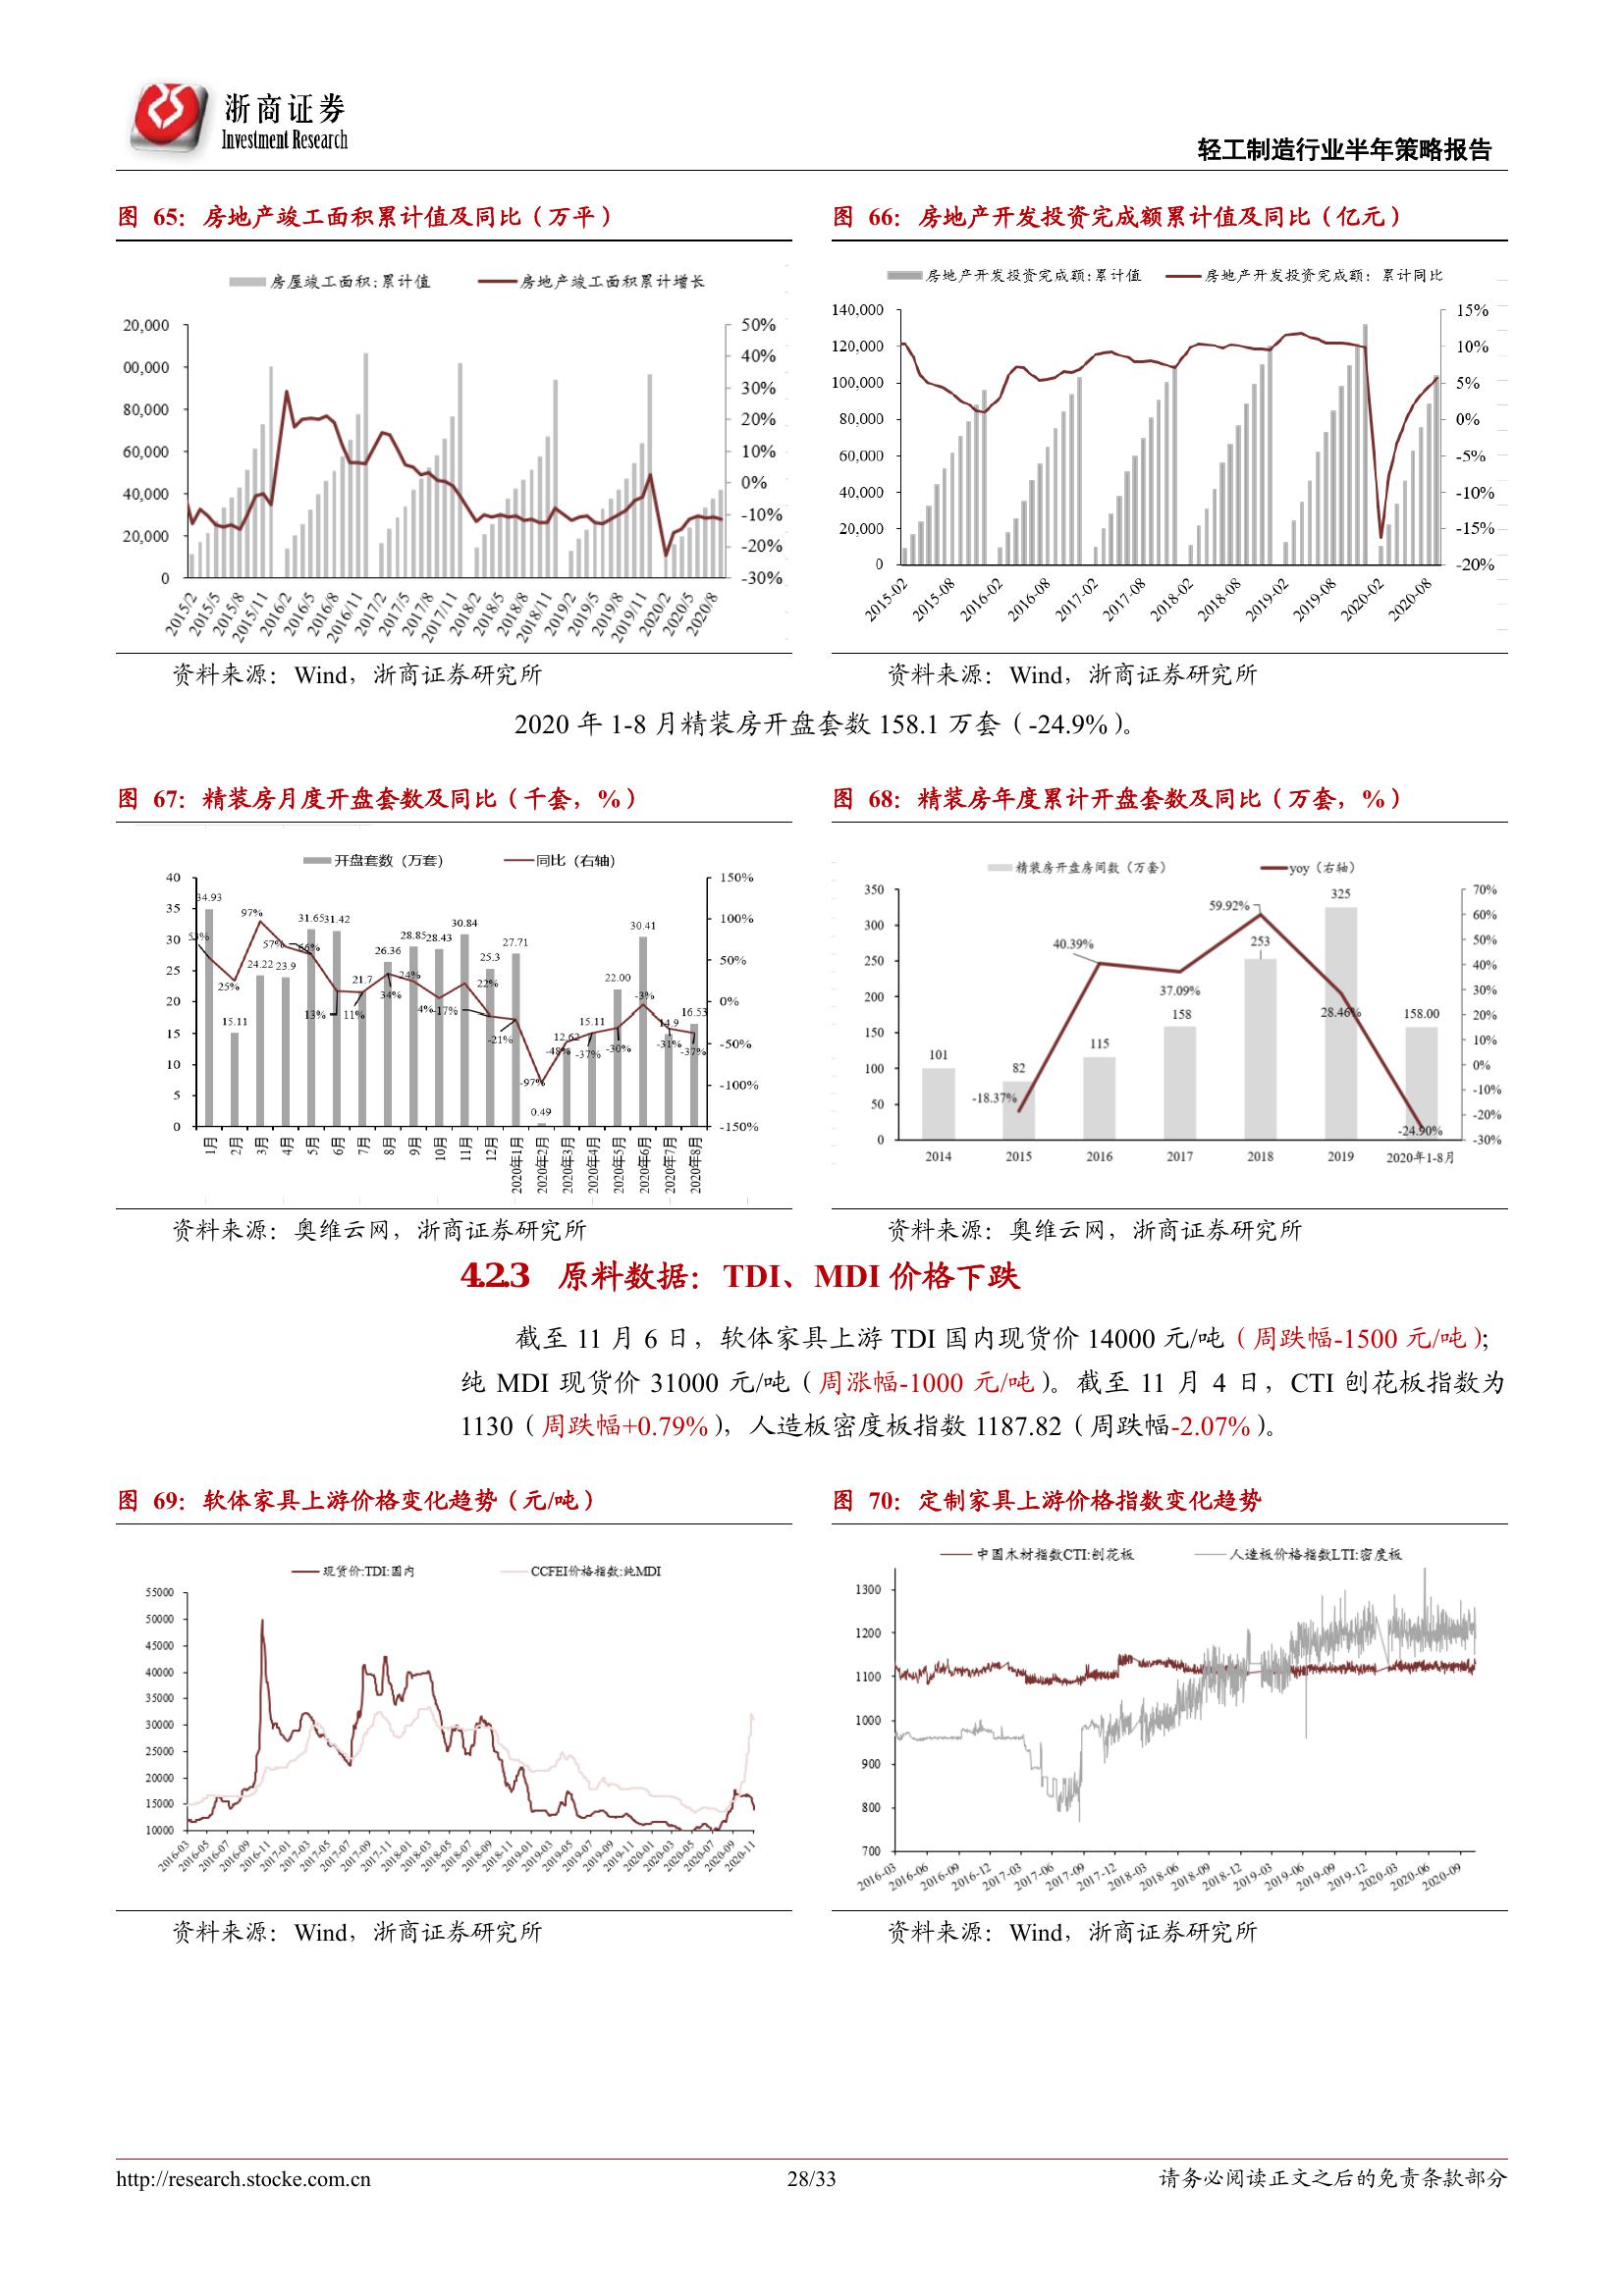 浙商证券
Investment Research
轻工制造行业半年策略报告
图 65：房地产竣工面积累计值及同比（万平）
图 66：房地产开发投资完成额累计值及同比（亿元）
房屋竣工面积:累计值 房地产竣工面积累计增长
20,000
00,000
80,000
60,000
40,000
20,000
0
50%
40%
30%
20%
10%
0%
-10%
-20%
-30%
2015/2 2015/5 2015/8 2015/11 2016/2 2016/5 2016/8 2016/11 2017/2 2017/5 2017/8 2017/11 2018/2 2018/5 2018/8 2018/11 2019/2 2019/5 2019/8 2019/11 2020/2 2020/5 2020/8
房地产开发投资完成额:累计值 房地产开发投资完成额：累计同比
140,000
120,000
100,000
80,000
60,000
40,000
20,000
0
15%
10%
5%
0%
-5%
-10%
-15%
-20%
2015-02 2015-08 2016-02 2016-08 2017-02 2017-08 2018-02 2018-08 2019-02 2019-08 2020-02 2020-08
资料来源：Wind，浙商证券研究所
资料来源：Wind，浙商证券研究所
2020 年 1-8 月精装房开盘套数 158.1 万套（-24.9%）。
图 67：精装房月度开盘套数及同比（千套，%）
图 68：精装房年度累计开盘套数及同比（万套，%）
开盘套数（万套） 同比（右轴）
40
35
30
25
20
15
10
5
0
150%
100%
50%
0%
-50%
-100%
-150%
34.93 15.11 24.22 23.9 31.65 31.42 21.7 26.36 28.85 28.43 30.84 25.3 27.71 0.49 12.62 15.11 22.00 30.41 14.9 16.53
53% 25% 97% 57% 56% 13% 11% 34% 24% 4% -17% 22% -21% -97% -48% -37% -30% -3% -31% -37%
1月 2月 3月 4月 5月 6月 7月 8月 9月 10月 11月 12月 2020年1月 2020年2月 2020年3月 2020年4月 2020年5月 2020年6月 2020年7月 2020年8月
精装房开盘房间数（万套） yoy（右轴）
350
300
250
200
150
100
50
0
70%
60%
50%
40%
30%
20%
10%
0%
-10%
-20%
-30%
101 82 115 158 253 325 158.00
-18.37% 40.39% 37.09% 59.92% 28.46% -24.90%
2014 2015 2016 2017 2018 2019 2020年1-8月
资料来源：奥维云网，浙商证券研究所
资料来源：奥维云网，浙商证券研究所
4.2.3 原料数据：TDI、MDI 价格下跌
截至 11 月 6 日，软体家具上游 TDI 国内现货价 14000 元/吨（周跌幅-1500 元/吨）；
纯 MDI 现货价 31000 元/吨（周涨幅-1000 元/吨）。截至 11 月 4 日，CTI 刨花板指数为
1130（周跌幅+0.79%），人造板密度板指数 1187.82（周跌幅-2.07%）。
图 69：软体家具上游价格变化趋势（元/吨）
图 70：定制家具上游价格指数变化趋势
现货价:TDI:国内 CCFEI价格指数:纯MDI
55000
50000
45000
40000
35000
30000
25000
20000
15000
10000
2016-03 2016-05 2016-07 2016-09 2016-11 2017-01 2017-03 2017-05 2017-07 2017-09 2017-11 2018-01 2018-03 2018-05 2018-07 2018-09 2018-11 2019-01 2019-03 2019-05 2019-07 2019-09 2019-11 2020-01 2020-03 2020-05 2020-07 2020-09 2020-11
中国木材指数CTI:刨花板 人造板价格指数LTI:密度板
1300
1200
1100
1000
900
800
700
2016-03 2016-06 2016-09 2016-12 2017-03 2017-06 2017-09 2017-12 2018-03 2018-06 2018-09 2018-12 2019-03 2019-06 2019-09 2019-12 2020-03 2020-06 2020-09
资料来源：Wind，浙商证券研究所
资料来源：Wind，浙商证券研究所
http://research.stocke.com.cn
28/33
请务必阅读正文之后的免责条款部分